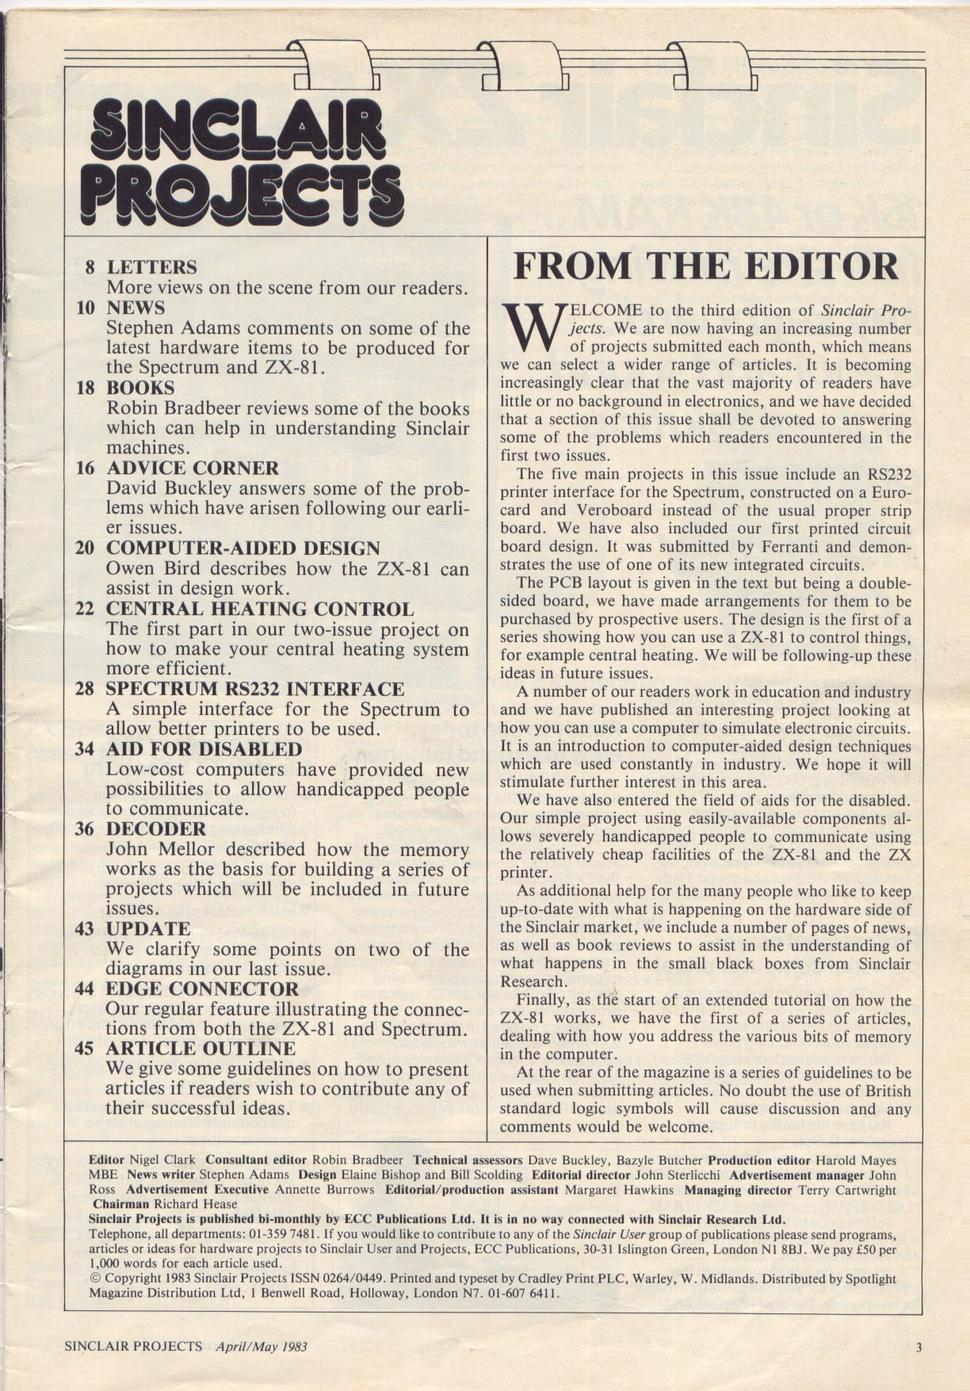 SINCLAIR
PROJECTS
8 LETTERS
More views on the scene from our readers.
10 NEWS
Stephen Adams comments on some of the
latest hardware items to be produced for
the Spectrum and ZX-81.
18 BOOKS
Robin Bradbeer reviews some of the books
which can help in understanding Sinclair
machines.
16 ADVICE CORNER
David Buckley answers some of the prob-
lems which have arisen following our earli-
er issues.
20 COMPUTER-AIDED DESIGN
Owen Bird describes how the ZX-81 can
assist in design work.
22 CENTRAL HEATING CONTROL
The first part in our two-issue project on
how to make your central heating system
more efficient.
28 SPECTRUM RS232 INTERFACE
A simple interface for the Spectrum to
allow better printers to be used.
34 AID FOR DISABLED
Low-cost computers have provided new
possibilities to allow handicapped people
to communicate.
36 DECODER
John Mellor described how the memory
works as the basis for building a series of
projects which will be included in future
issues.
43 UPDATE
We clarify some points on two of the
diagrams in our last issue.
44 EDGE CONNECTOR
Our regular feature illustrating the connec-
tions from both the ZX-81 and Spectrum.
45 ARTICLE OUTLINE
We give some guidelines on how to present
articles if readers wish to contribute any of
their successful ideas.
FROM THE EDITOR
WELCOME to the third edition of Sinclair Pro-
jects. We are now having an increasing number
of projects submitted each month, which means
we can select a wider range of articles. It is becoming
increasingly clear that the vast majority of readers have
little or no background in electronics, and we have decided
that a section of this issue shall be devoted to answering
some of the problems which readers encountered in the
first two issues.
The five main projects in this issue include an RS232
printer interface for the Spectrum, constructed on a Euro-
card and Veroboard instead of the usual proper strip
board. We have also included our first printed circuit
board design. It was submitted by Ferranti and demon-
strates the use of one of its new integrated circuits.
The PCB layout is given in the text but being a double-
sided board, we have made arrangements for them to be
purchased by prospective users. The design is the first of a
series showing how you can use a ZX-81 to control things,
for example central heating. We will be following-up these
ideas in future issues.
A number of our readers work in education and industry
and we have published an interesting project looking at
how you can use a computer to simulate electronic circuits.
It is an introduction to computer-aided design techniques
which are used constantly in industry. We hope it will
stimulate further interest in this area.
We have also entered the field of aids for the disabled.
Our simple project using easily-available components al-
lows severely handicapped people to communicate using
the relatively cheap facilities of the ZX-81 and the ZX
printer.
As additional help for the many people who like to keep
up-to-date with what is happening on the hardware side of
the Sinclair market, we include a number of pages of news,
as well as book reviews to assist in the understanding of
what happens in the small black boxes from Sinclair
Research.
Finally, as the start of an extended tutorial on how the
ZX-81 works, we have the first of a series of articles,
dealing with how you address the various bits of memory
in the computer.
At the rear of the magazine is a series of guidelines to be
used when submitting articles. No doubt the use of British
standard logic symbols will cause discussion and any
comments would be welcome.
Editor Nigel Clark Consultant editor Robin Bradbeer Technical assessors Dave Buckley, Bazyle Butcher Production editor Harold Mayes
MBE News writer Stephen Adams Design Elaine Bishop and Bill Scolding Editorial director John Sterlicchi Advertisement manager John
Ross Advertisement Executive Annette Burrows Editorial/production assistant Margaret Hawkins Managing director Terry Cartwright
Chairman Richard Hease
Sinclair Projects is published bi-monthly by ECC Publications Ltd. It is in no way connected with Sinclair Research Ltd.
Telephone, all departments: 01-359 7481. If you would like to contribute to any of the Sinclair User group of publications please send programs,
articles or ideas for hardware projects to Sinclair User and Projects, ECC Publications, 30-31 Islington Green, London N1 8BJ. We pay £50 per
1,000 words for each article used.
© Copyright 1983 Sinclair Projects ISSN 0264/0449. Printed and typeset by Cradley Print PLC, Warley, W. Midlands. Distributed by Spotlight
Magazine Distribution Ltd, 1 Benwell Road, Holloway, London N7. 01-607 6411.
SINCLAIR PROJECTS April/May 1983
3